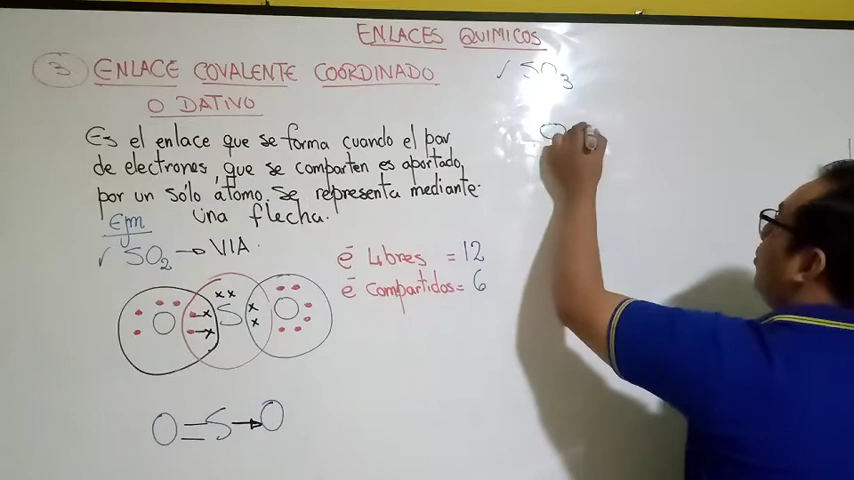 ENLACES QUIMICOS
3 ENLACE COVALENTE COORDINADO
O DATIVO
Es el enlace que se forma cuando el par
de electrones, que se comparten es aportado,
por un sólo átomo. Se representa mediante
una flecha.
Ejm
✓ SO₂ → VIA.
ē Libres = 12
ē Compartidos = 6
O S O
O = S → O
✓ SO₃
O